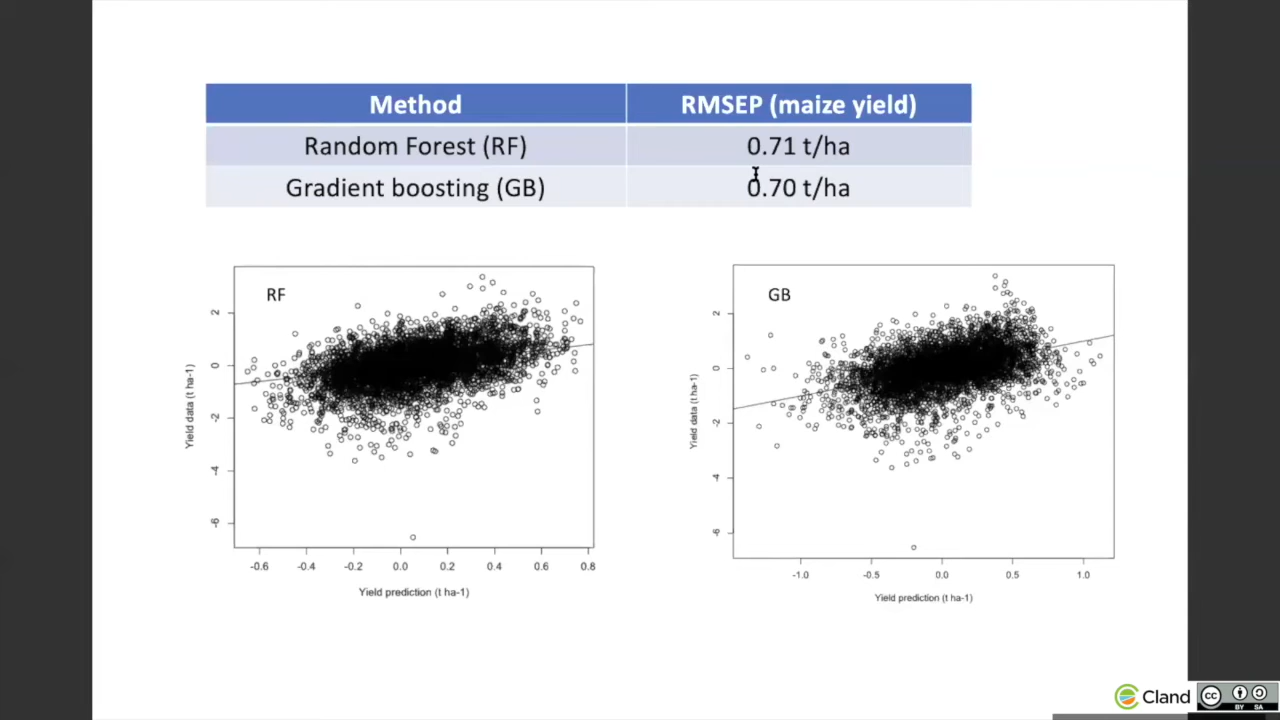 Method
RMSEP (maize yield)
Random Forest (RF)
0.71 t/ha
Gradient boosting (GB)
0.70 t/ha
RF
2
0
-2
-4
-6
Yield data (t ha-1)
-0.6
-0.4
-0.2
0.0
0.2
0.4
0.6
0.8
Yield prediction (t ha-1)
GB
2
0
-2
-4
-6
Yield data (t ha-1)
-1.0
-0.5
0.0
0.5
1.0
Yield prediction (t ha-1)
Cland
cc
BY SA